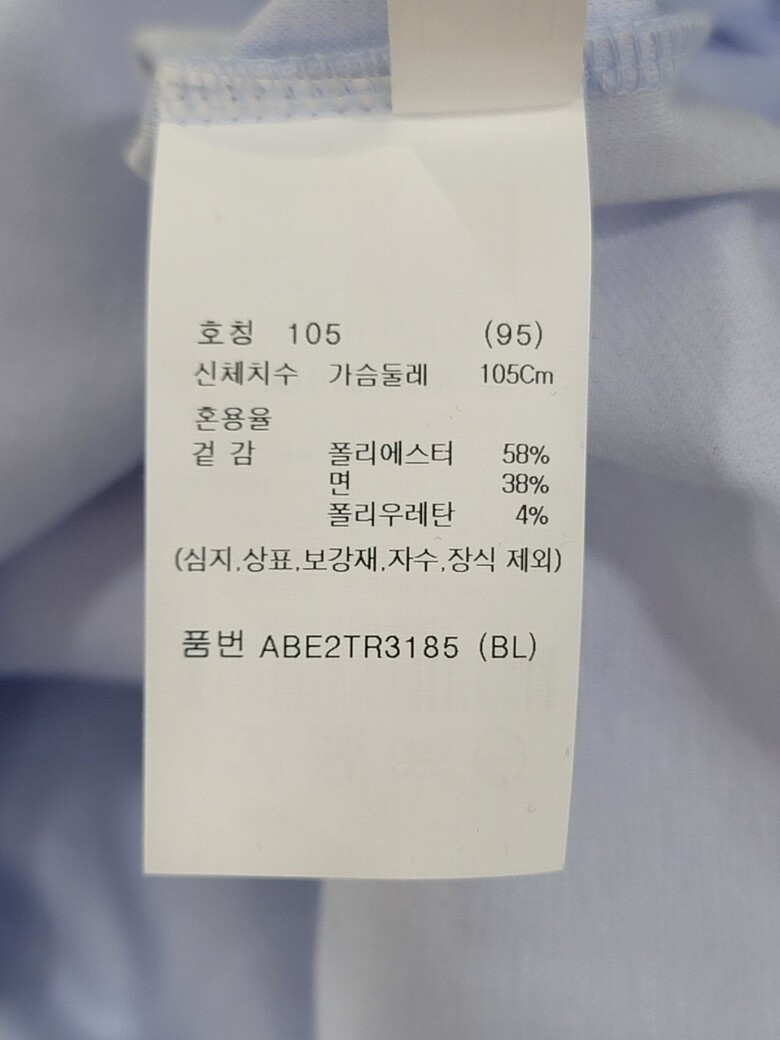 호칭 105 (95)
신체치수 가슴둘레 105Cm
혼용율
겉 감 폴리에스터 58%
면 38%
폴리우레탄 4%
(심지,상표,보강재,자수,장식 제외)
품번 ABE2TR3185 (BL)